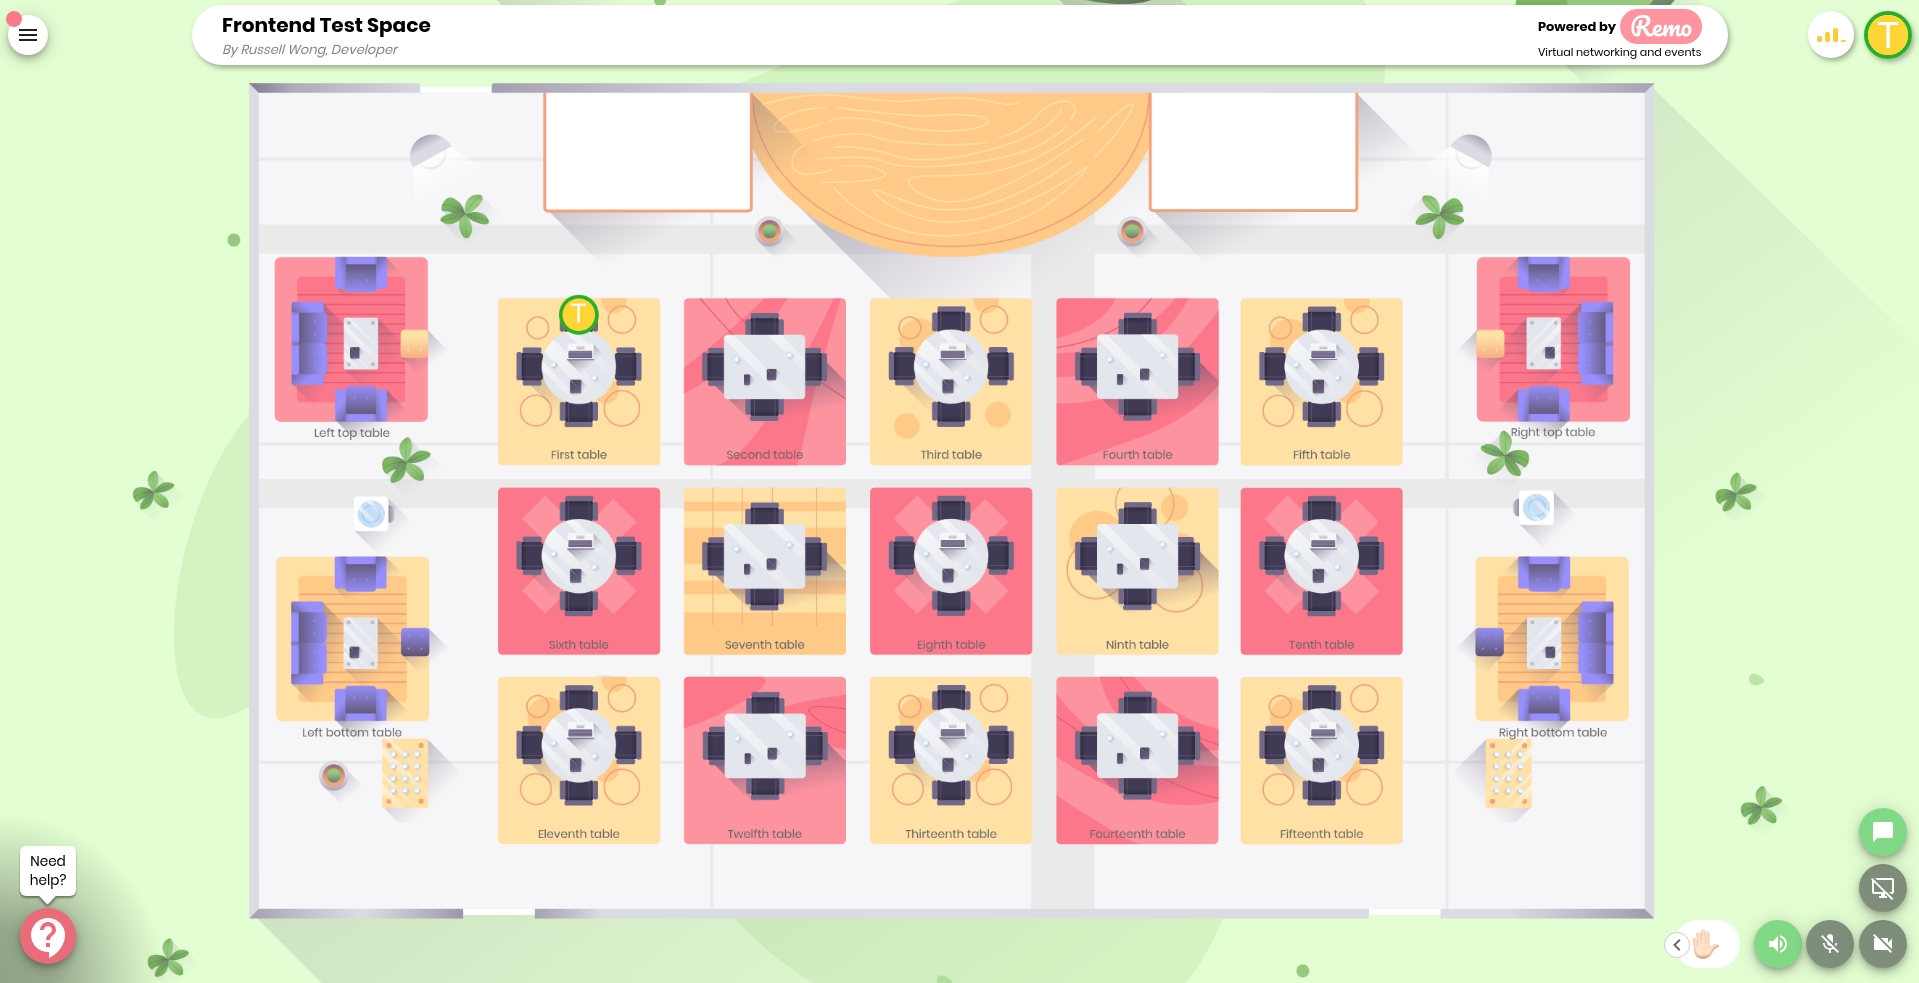 Frontend Test Space
By Russell Wong, Developer
Powered by Remo
Virtual networking and events
T
T
Left top table
First table
Second table
Third table
Fourth table
Fifth table
Right top table
Sixth table
Seventh table
Eighth table
Ninth table
Tenth table
Left bottom table
Right bottom table
Eleventh table
Twelfth table
Thirteenth table
Fourteenth table
Fifteenth table
Need
help?